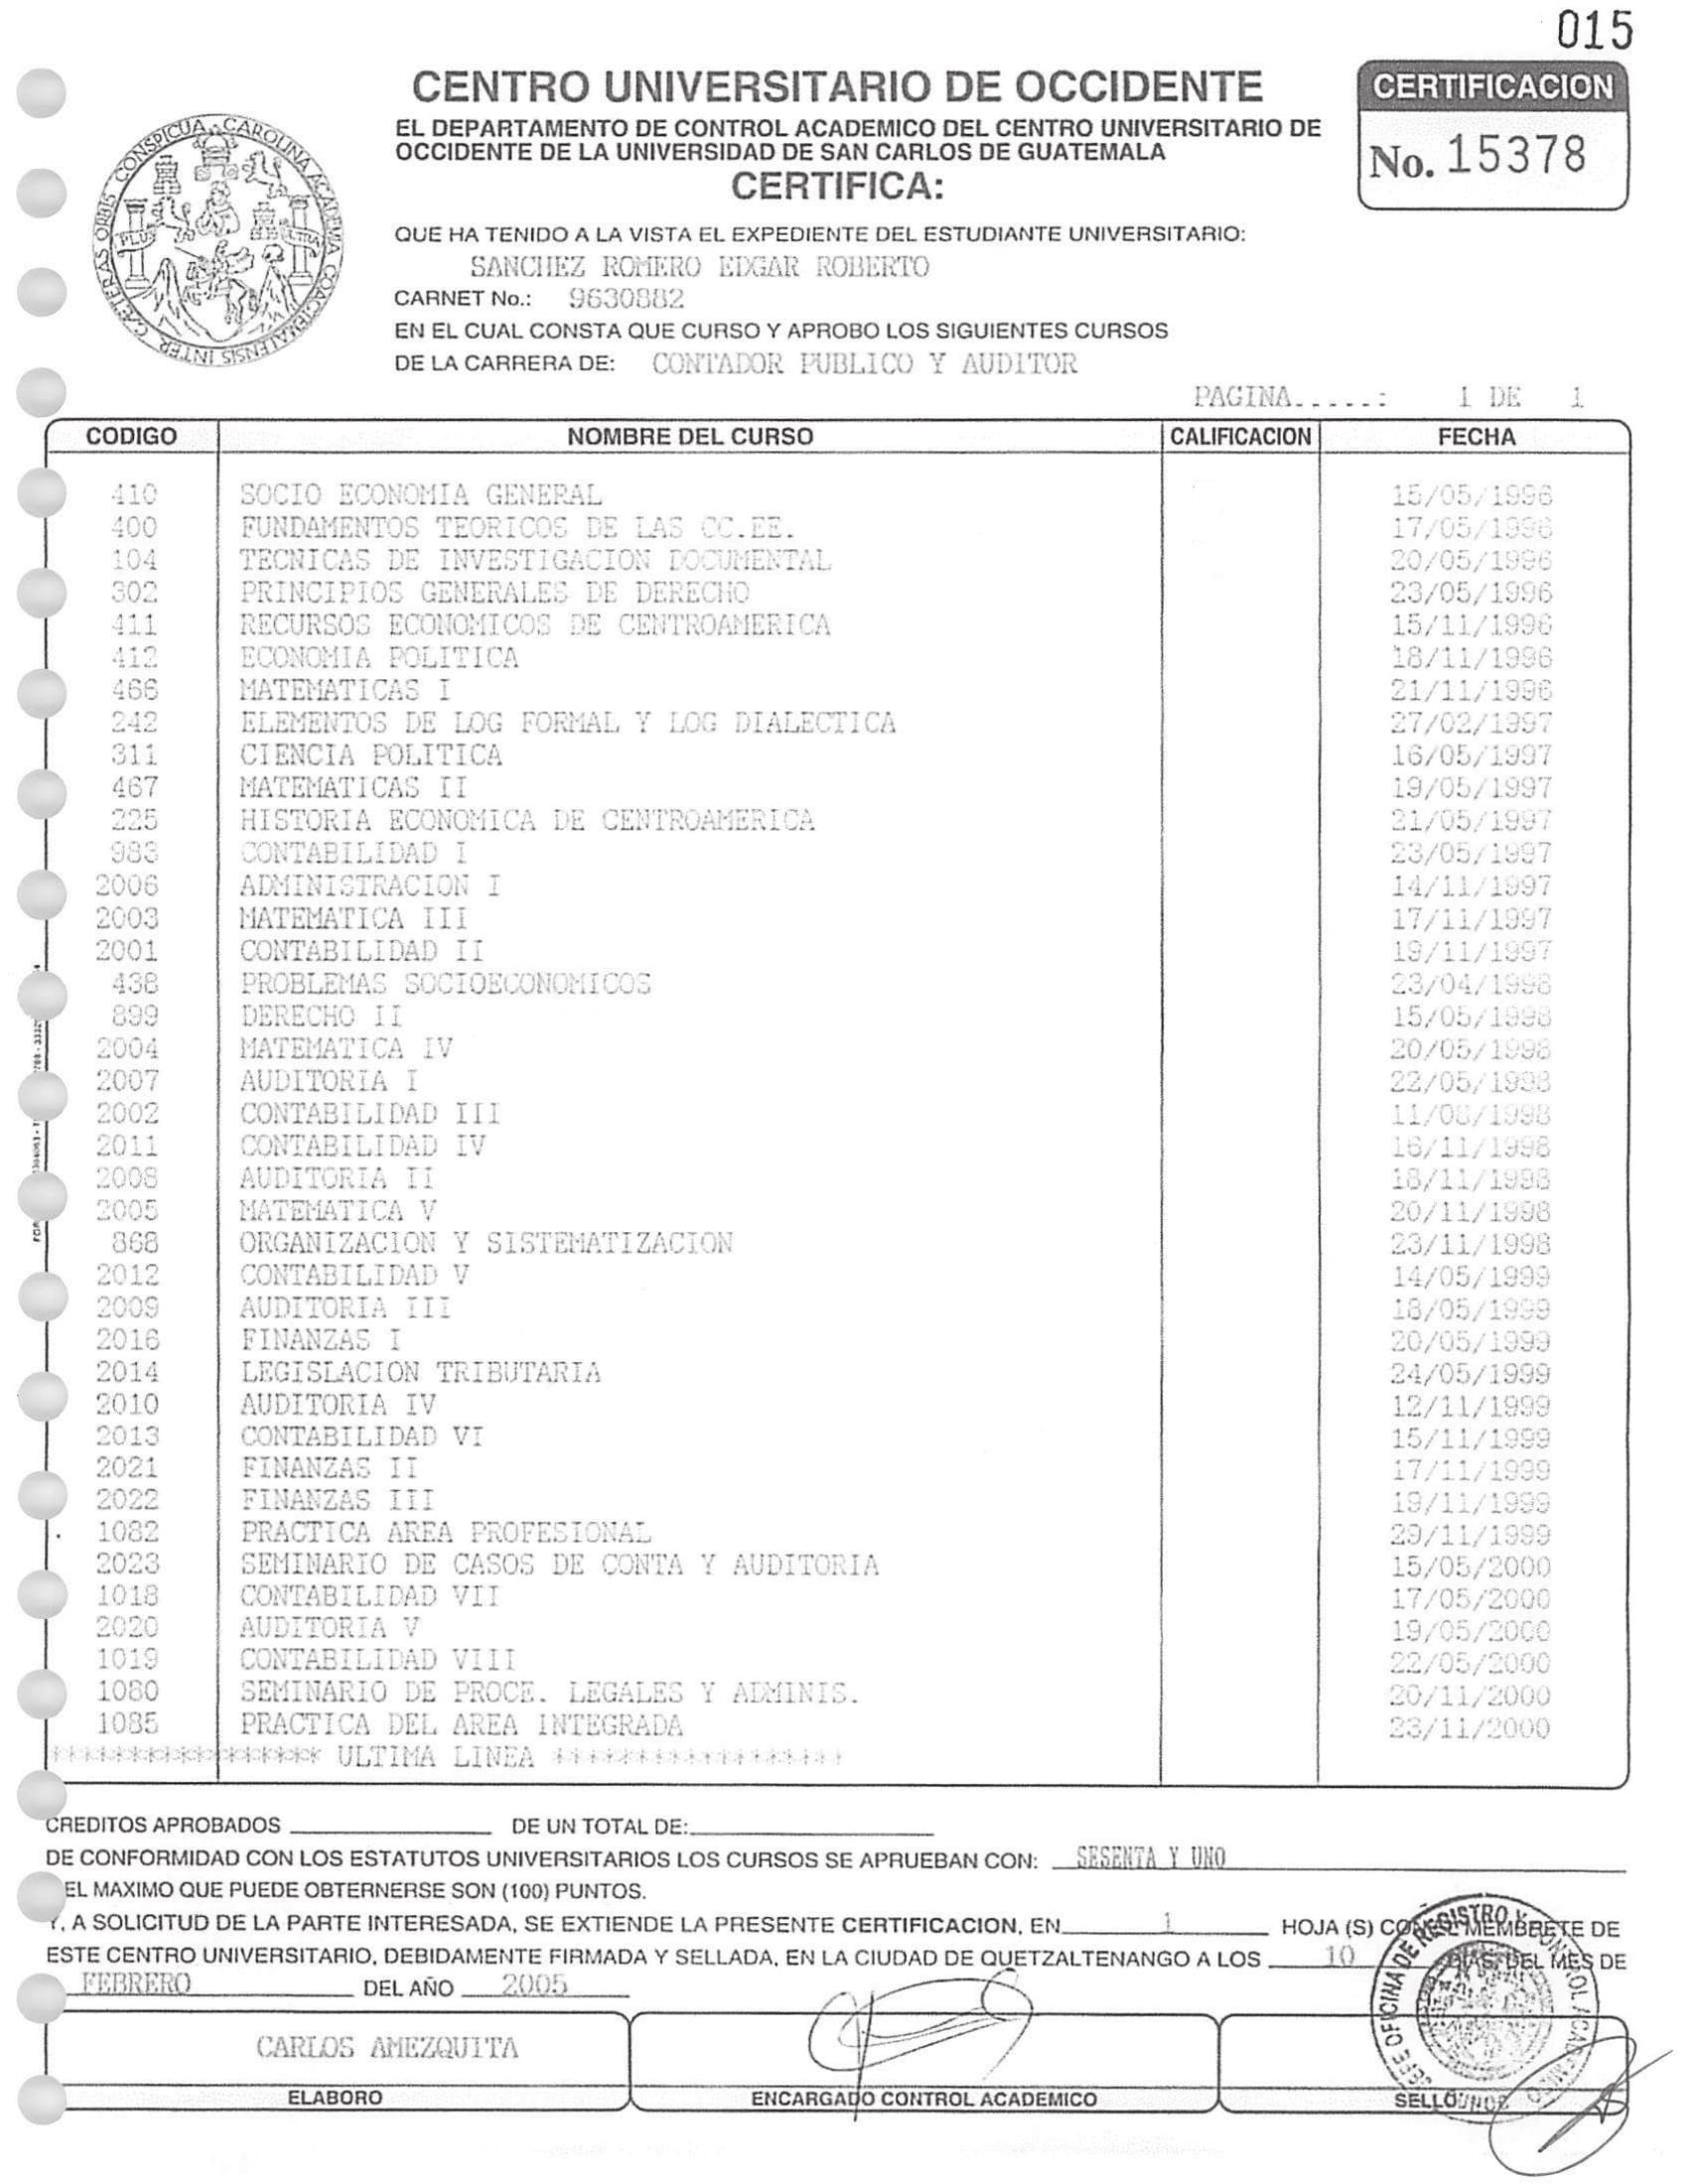 015
CENTRO UNIVERSITARIO DE OCCIDENTE
CERTIFICACION
No. 15378
EL DEPARTAMENTO DE CONTROL ACADEMICO DEL CENTRO UNIVERSITARIO DE
OCCIDENTE DE LA UNIVERSIDAD DE SAN CARLOS DE GUATEMALA
CERTIFICA:
CONSPICUA CAROLINA ACADEMIA COACTEMALENSIS INTER CAETERAS ORBIS
PLUS ULTRA
QUE HA TENIDO A LA VISTA EL EXPEDIENTE DEL ESTUDIANTE UNIVERSITARIO:
SANCHEZ ROMERO EDGAR ROBERTO
CARNET No.: 9630882
EN EL CUAL CONSTA QUE CURSO Y APROBO LOS SIGUIENTES CURSOS
DE LA CARRERA DE: CONTADOR PUBLICO Y AUDITOR
PAGINA.....: 1 DE 1
CODIGO NOMBRE DEL CURSO CALIFICACION FECHA
410 SOCIO ECONOMIA GENERAL 15/05/1996
400 FUNDAMENTOS TEORICOS DE LAS CC.EE. 17/05/1996
104 TECNICAS DE INVESTIGACION DOCUMENTAL 20/05/1996
302 PRINCIPIOS GENERALES DE DERECHO 23/05/1996
411 RECURSOS ECONOMICOS DE CENTROAMERICA 15/11/1996
412 ECONOMIA POLITICA 18/11/1996
466 MATEMATICAS I 21/11/1996
242 ELEMENTOS DE LOG FORMAL Y LOG DIALECTICA 27/02/1997
311 CIENCIA POLITICA 16/05/1997
467 MATEMATICAS II 19/05/1997
225 HISTORIA ECONOMICA DE CENTROAMERICA 21/05/1997
983 CONTABILIDAD I 23/05/1997
2006 ADMINISTRACION I 14/11/1997
2003 MATEMATICA III 17/11/1997
2001 CONTABILIDAD II 19/11/1997
438 PROBLEMAS SOCIOECONOMICOS 23/04/1998
899 DERECHO II 15/05/1998
2004 MATEMATICA IV 20/05/1998
2007 AUDITORIA I 22/05/1998
2002 CONTABILIDAD III 11/08/1998
2011 CONTABILIDAD IV 16/11/1998
2008 AUDITORIA II 18/11/1998
2005 MATEMATICA V 20/11/1998
868 ORGANIZACION Y SISTEMATIZACION 23/11/1998
2012 CONTABILIDAD V 14/05/1999
2009 AUDITORIA III 18/05/1999
2016 FINANZAS I 20/05/1999
2014 LEGISLACION TRIBUTARIA 24/05/1999
2010 AUDITORIA IV 12/11/1999
2013 CONTABILIDAD VI 15/11/1999
2021 FINANZAS II 17/11/1999
2022 FINANZAS III 19/11/1999
1082 PRACTICA AREA PROFESIONAL 29/11/1999
2023 SEMINARIO DE CASOS DE CONTA Y AUDITORIA 15/05/2000
1018 CONTABILIDAD VII 17/05/2000
2020 AUDITORIA V 19/05/2000
1019 CONTABILIDAD VIII 22/05/2000
1080 SEMINARIO DE PROCE. LEGALES Y ADMINIS. 20/11/2000
1085 PRACTICA DEL AREA INTEGRADA 23/11/2000
***************** ULTIMA LINEA ******************
CREDITOS APROBADOS ____ DE UN TOTAL DE:____
DE CONFORMIDAD CON LOS ESTATUTOS UNIVERSITARIOS LOS CURSOS SE APRUEBAN CON: SESENTA Y UNO
EL MAXIMO QUE PUEDE OBTERNERSE SON (100) PUNTOS.
Y, A SOLICITUD DE LA PARTE INTERESADA, SE EXTIENDE LA PRESENTE CERTIFICACION, EN 1 HOJA (S) CON EL MEMBRETE DE
ESTE CENTRO UNIVERSITARIO, DEBIDAMENTE FIRMADA Y SELLADA, EN LA CIUDAD DE QUETZALTENANGO A LOS 10 DIAS DEL MES DE
FEBRERO DEL AÑO 2005
CARLOS AMEZQUITA
ELABORO ENCARGADO CONTROL ACADEMICO SELLO
JEFE OFICINA DE REGISTRO Y CONTROL ACADEMICO